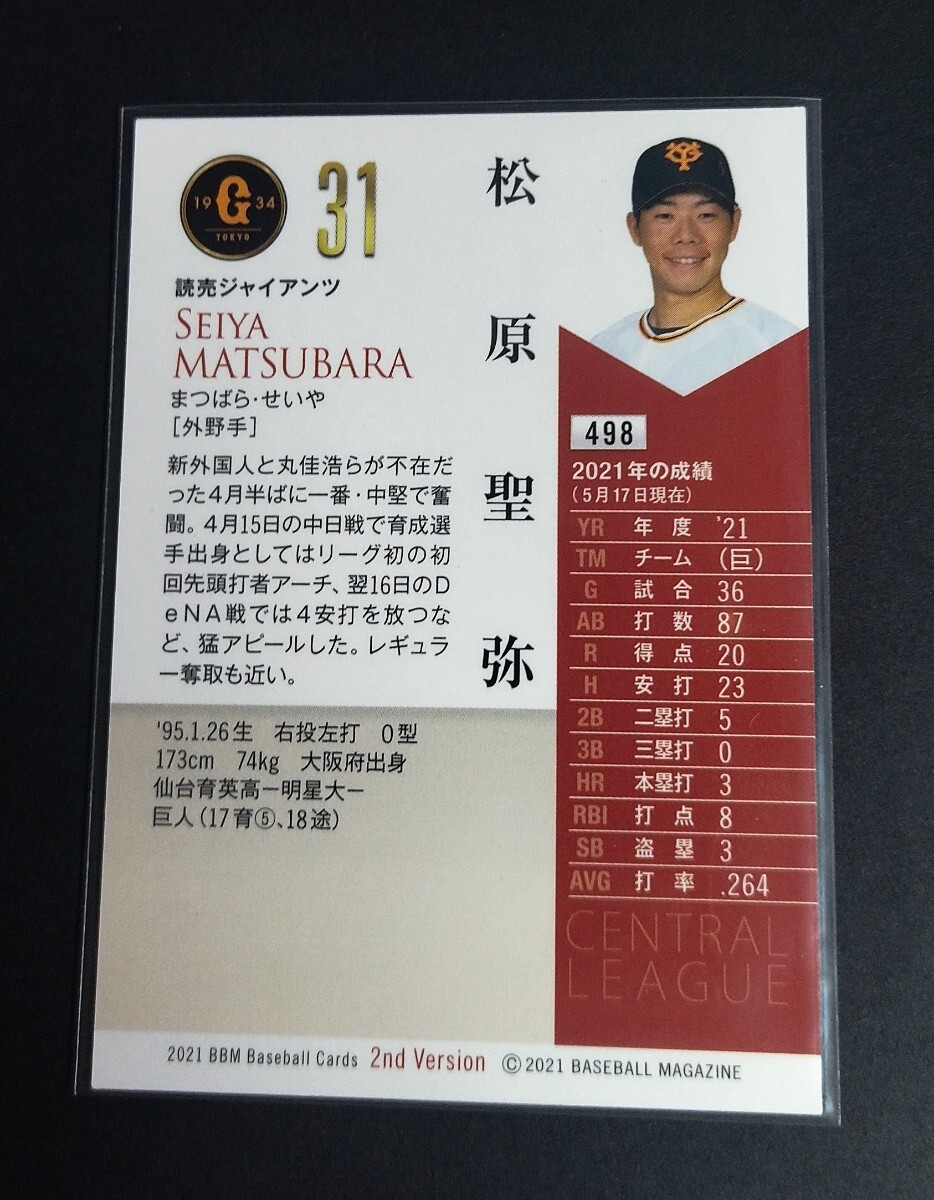 1934
G
TOKYO
31
読売ジャイアンツ
SEIYA
MATSUBARA
まつばら・せいや
[外野手]
松原聖弥
新外国人と丸佳浩らが不在だ
った4月半ばに一番・中堅で奮
闘。4月15日の中日戦で育成選
手出身としてはリーグ初の初
回先頭打者アーチ、翌16日のD
eNA戦では4安打を放つな
ど、猛アピールした。レギュラ
ー奪取も近い。
'95.1.26生 右投左打 O型
173cm 74kg 大阪府出身
仙台育英高ー明星大ー
巨人(17育⑤、18途)
498
2021年の成績
(5月17日現在)
YR 年度 '21
TM チーム (巨)
G 試合 36
AB 打数 87
R 得点 20
H 安打 23
2B 二塁打 5
3B 三塁打 0
HR 本塁打 3
RBI 打点 8
SB 盗塁 3
AVG 打率 .264
CENTRAL
LEAGUE
2021 BBM Baseball Cards 2nd Version ©2021 BASEBALL MAGAZINE